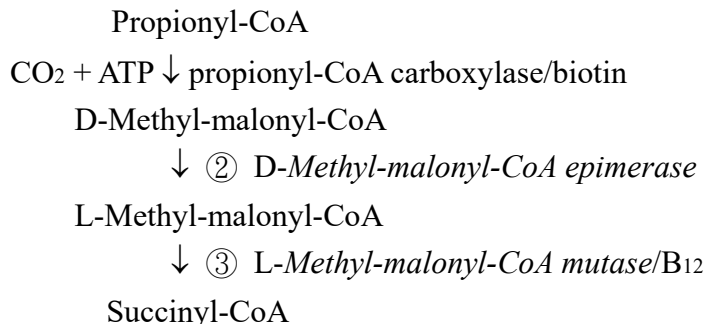 Propionyl-CoA
CO₂ + ATP ↓ propionyl-CoA carboxylase/biotin
D-Methyl-malonyl-CoA
↓ ② D-Methyl-malonyl-CoA epimerase
L-Methyl-malonyl-CoA
↓ ③ L-Methyl-malonyl-CoA mutase/B₁₂
Succinyl-CoA